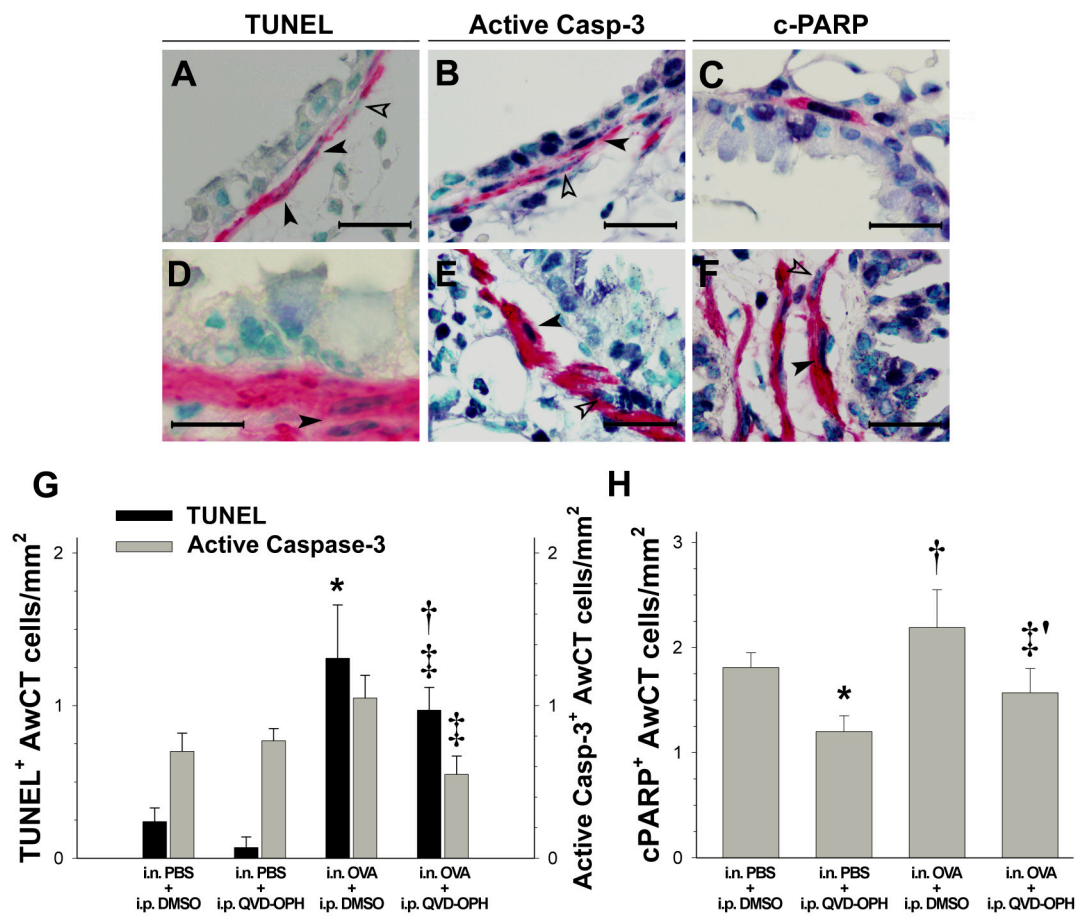 TUNEL Active Casp-3 c-PARP
A B C
D E F
G H
TUNEL
Active Caspase-3
TUNEL+ AwCT cells/mm2
2
1
0
*
†
‡
‡
2
1
0
Active Casp-3+ AwCT cells/mm2
i.n. PBS i.n. PBS i.n. OVA i.n. OVA
+ + + +
i.p. DMSO i.p. QVD-OPH i.p. DMSO i.p. QVD-OPH
cPARP+ AwCT cells/mm2
3
2
1
0
*
†
‡'
i.n. PBS i.n. PBS i.n. OVA i.n. OVA
+ + + +
i.p. DMSO i.p. QVD-OPH i.p. DMSO i.p. QVD-OPH